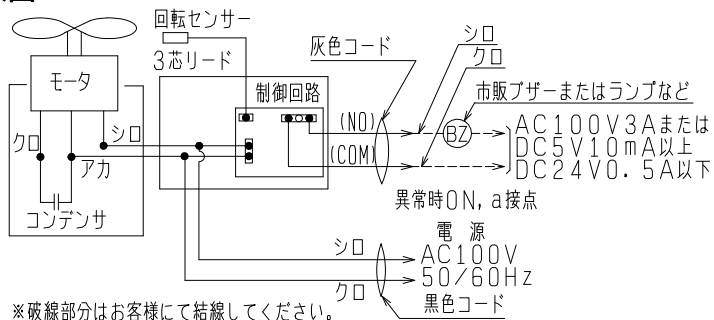 回転センサー
3芯リード
モータ
クロ
シロ
アカ
コンデンサ
制御回路
灰色コード
シロ
クロ
(NO)
(COM)
BZ
市販ブザーまたはランプなど
AC100V3Aまたは
DC5V10mA以上
DC24V0.5A以下
異常時ON,a接点
シロ
クロ
電源
AC100V
50/60Hz
黒色コード
※破線部分はお客様にて結線してください。